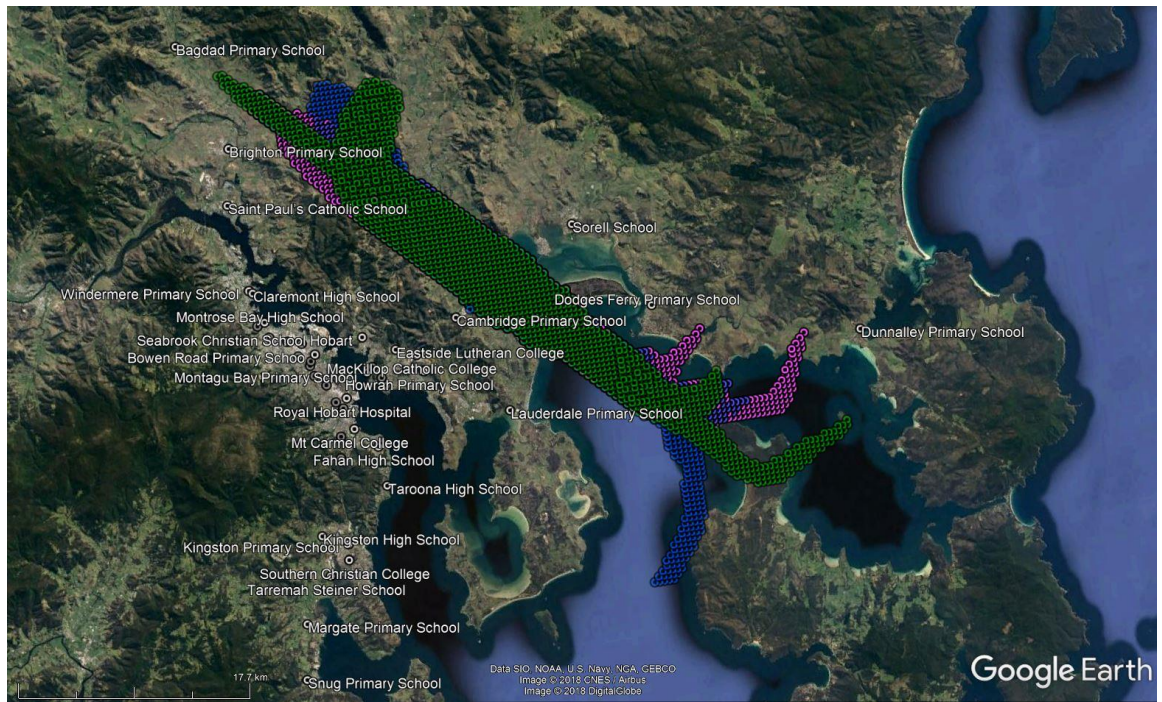 Bagdad Primary School
Brighton Primary School
Saint Paul's Catholic School
Sorell School
Windermere Primary School
Claremont High School
Dodges Ferry Primary School
Montrose Bay High School
Cambridge Primary School
Dunnalley Primary School
Seabrook Christian School Hobart
Eastside Lutheran College
Bowen Road Primary Schoo
MacKillop Catholic College
Montagu Bay Primary School
Howrah Primary School
Royal Hobart Hospital
Lauderdale Primary School
Mt Carmel College
Fahan High School
Taroona High School
Kingston High School
Kingston Primary School
Southern Christian College
Tarremah Steiner School
Margate Primary School
Snug Primary School
17.7 km
Data SIO, NOAA, U.S. Navy, NGA, GEBCO
Image © 2018 CNES / Airbus
Image © 2018 DigitalGlobe
Google Earth